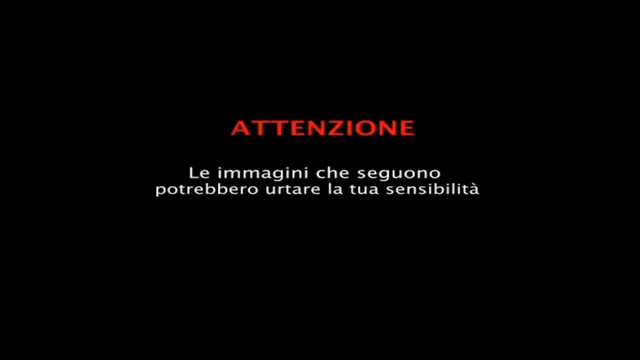 ATTENZIONE
Le immagini che seguono
potrebbero urtare la tua sensibilità